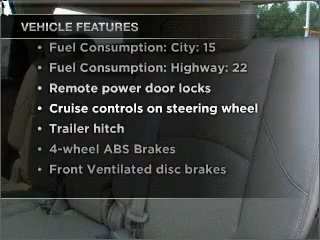 VEHICLE FEATURES
• Fuel Consumption: City: 15
• Fuel Consumption: Highway: 22
• Remote power door locks
• Cruise controls on steering wheel
• Trailer hitch
• 4-wheel ABS Brakes
• Front Ventilated disc brakes